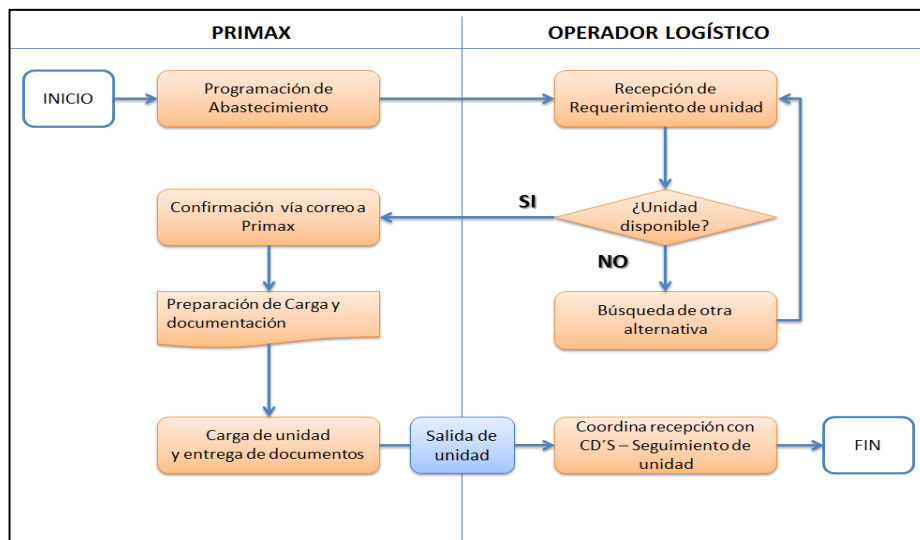 PRIMAX
OPERADOR LOGÍSTICO
INICIO
Programación de
Abastecimiento
Recepción de
Requerimiento de unidad
Confirmación vía correo a
Primax
SI
¿Unidad
disponible?
NO
Preparación de Carga y
documentación
Búsqueda de otra
alternativa
Carga de unidad
y entrega de documentos
Salida de
unidad
Coordina recepción con
CD´S – Seguimiento de
unidad
FIN